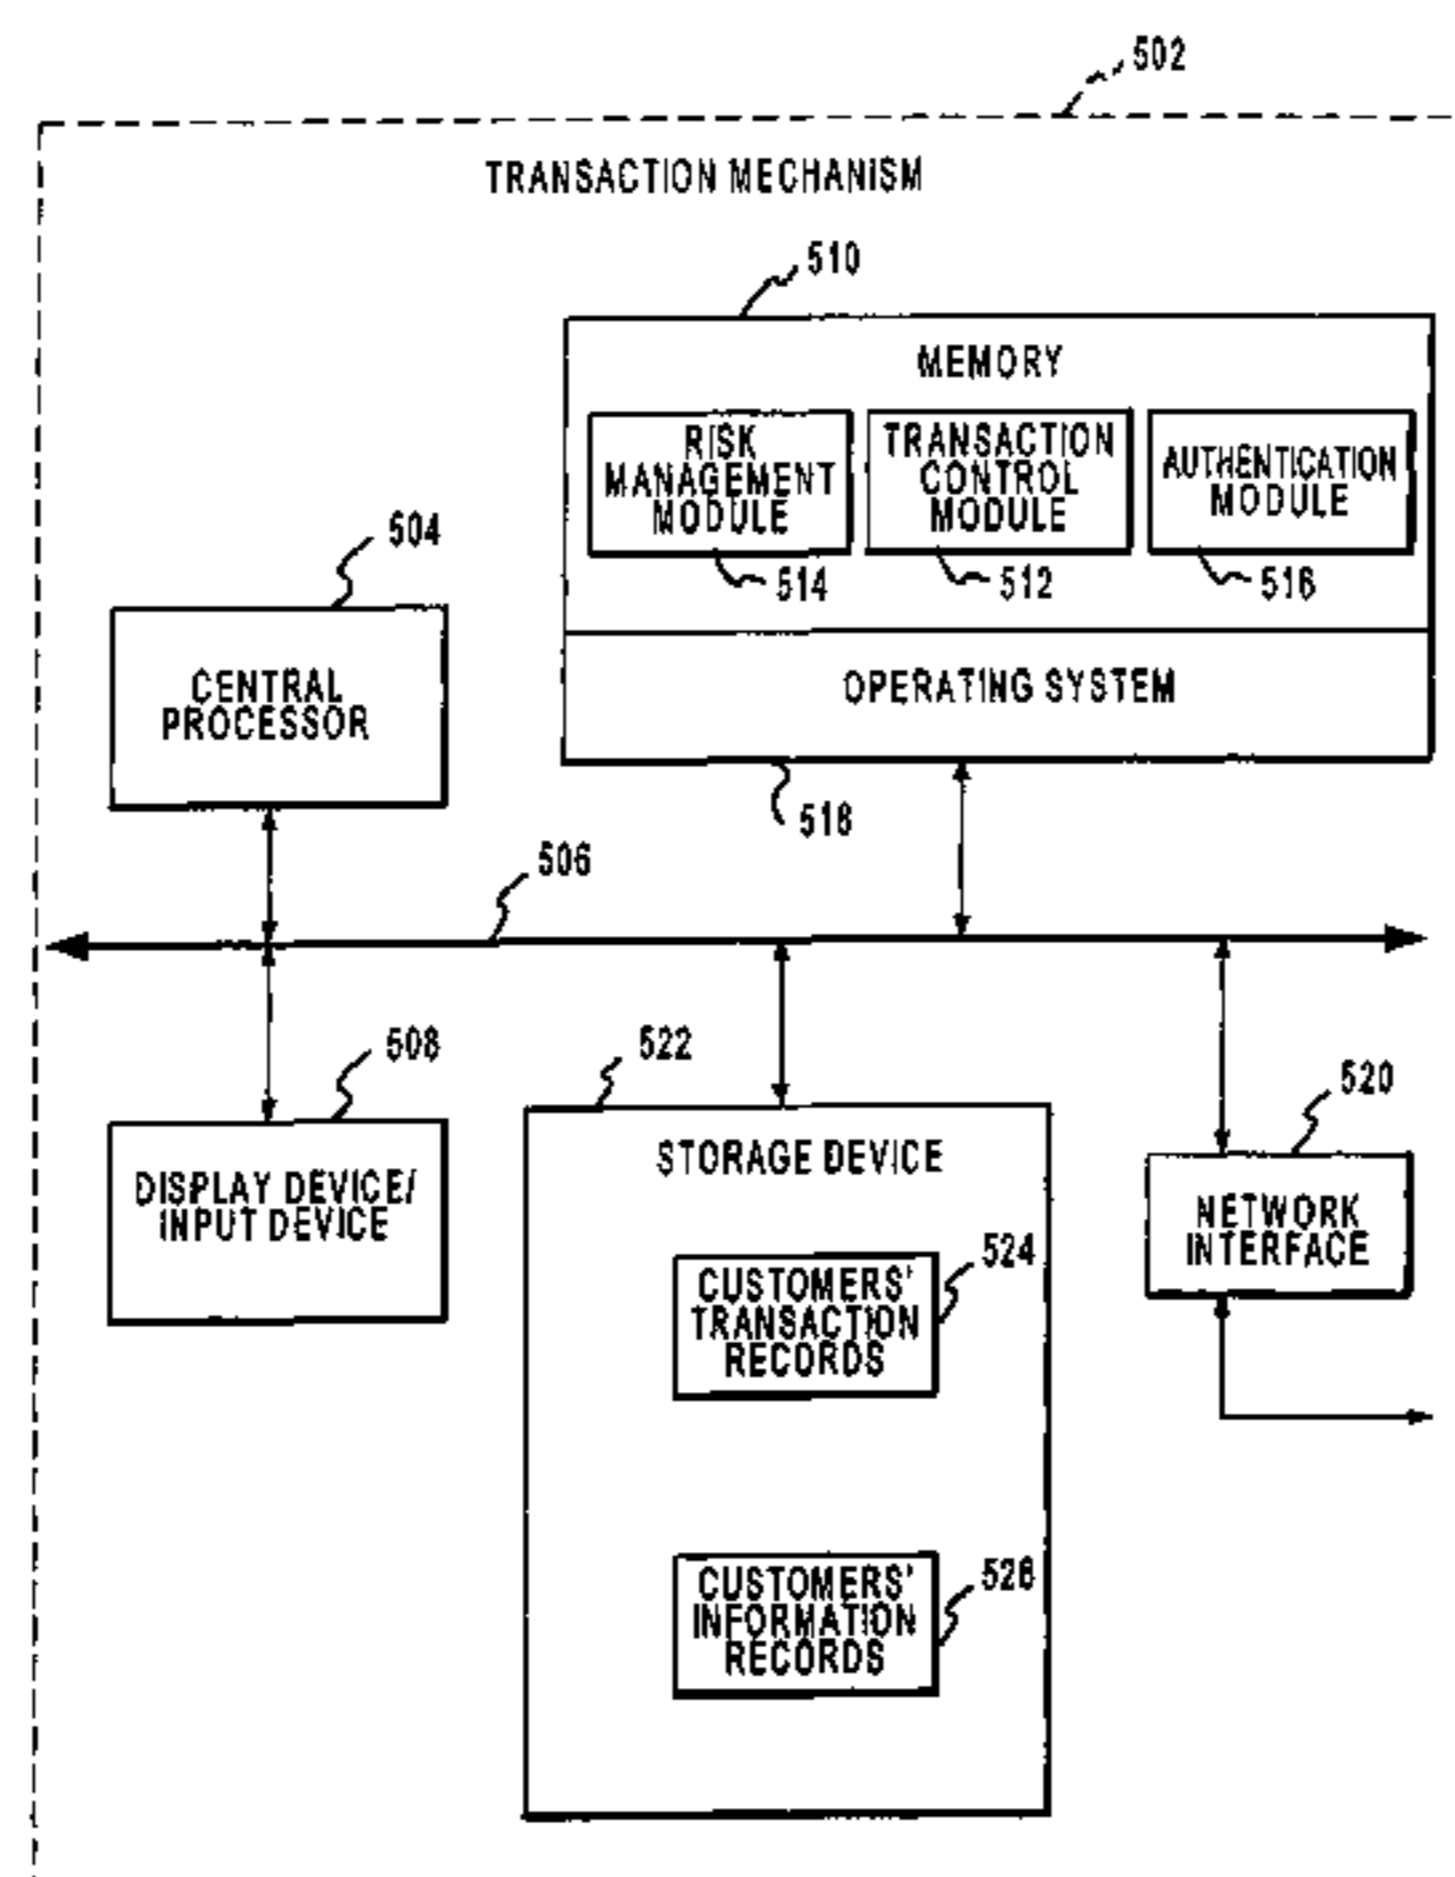 502
TRANSACTION MECHANISM
510
MEMORY
RISK
MANAGEMENT
MODULE
514
TRANSACTION
CONTROL
MODULE
512
AUTHENTICATION
MODULE
516
504
CENTRAL
PROCESSOR
OPERATING SYSTEM
518
506
508
DISPLAY DEVICE/
INPUT DEVICE
522
STORAGE DEVICE
520
NETWORK
INTERFACE
524
CUSTOMERS'
TRANSACTION
RECORDS
526
CUSTOMERS'
INFORMATION
RECORDS